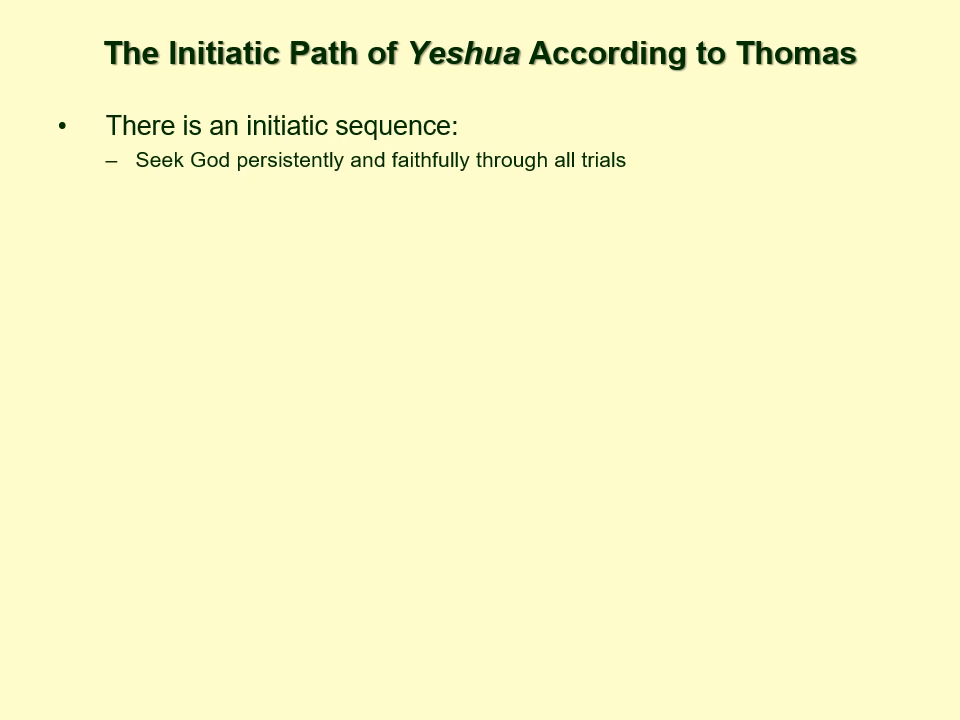 The Initiatic Path of Yeshua According to Thomas
• There is an initiatic sequence:
– Seek God persistently and faithfully through all trials